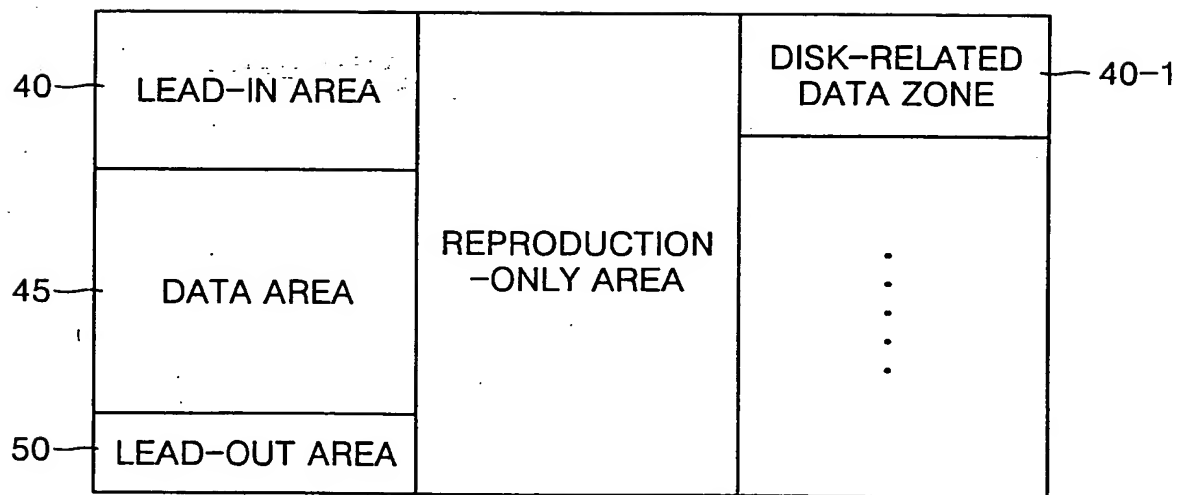 40
LEAD-IN AREA
DISK-RELATED
DATA ZONE
40-1
REPRODUCTION
-ONLY AREA
45
DATA AREA
50
LEAD-OUT AREA